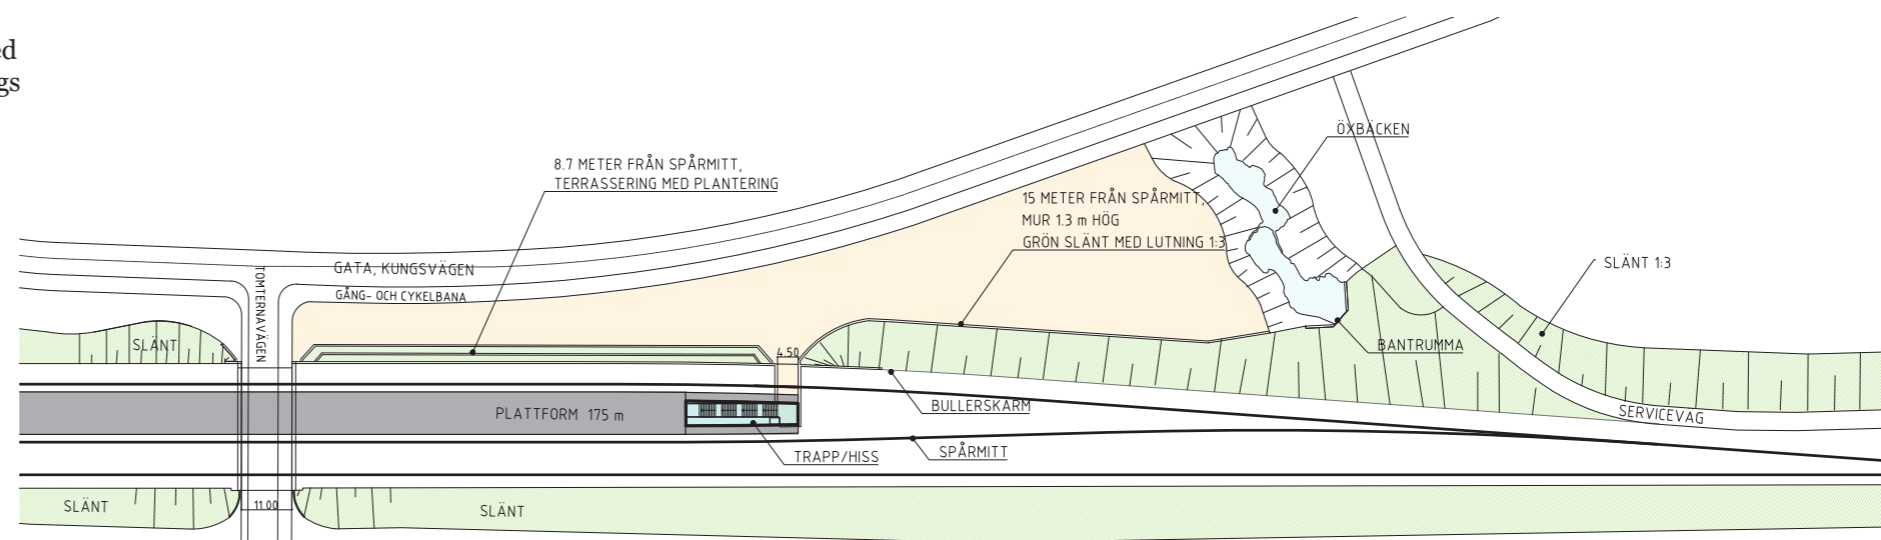 ed
gs
ÖXBÄCKEN
8.7 METER FRÅN SPÅRMITT,
TERRASSERING MED PLANTERING
15 METER FRÅN SPÅRMITT,
MUR 1.3 m HÖG
GRÖN SLÄNT MED LUTNING 1:3
SLÄNT 1:3
GATA, KUNGSVÄGEN
GÅNG- OCH CYKELBANA
TOMTERNAVÄGEN
SLÄNT
4.50
BANTRUMMA
BULLERSKÄRM
PLATTFORM 175 m
SERVICEVÄG
TRAPP/HISS
SPÅRMITT
SLÄNT
11.00
SLÄNT